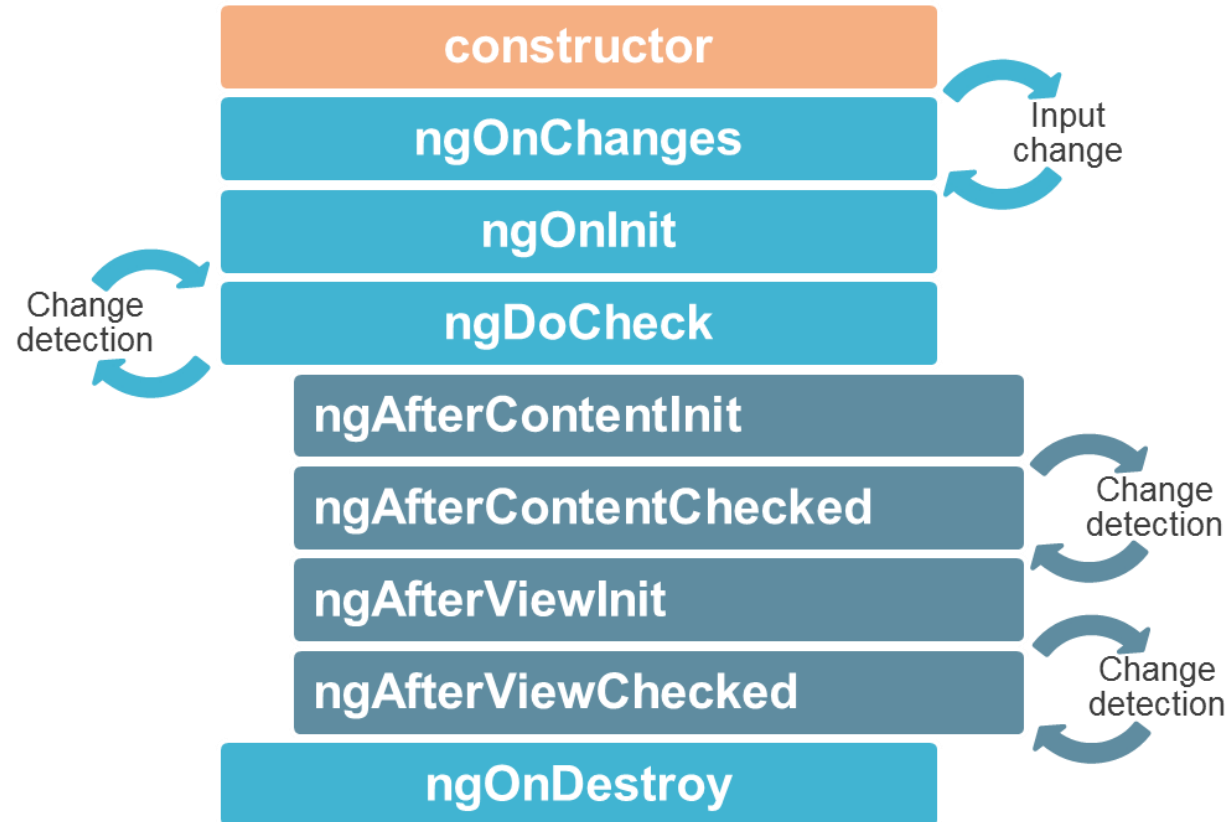 constructor
ngOnChanges
Input
change
ngOnInit
Change
detection
ngDoCheck
ngAfterContentInit
ngAfterContentChecked
Change
detection
ngAfterViewInit
ngAfterViewChecked
Change
detection
ngOnDestroy